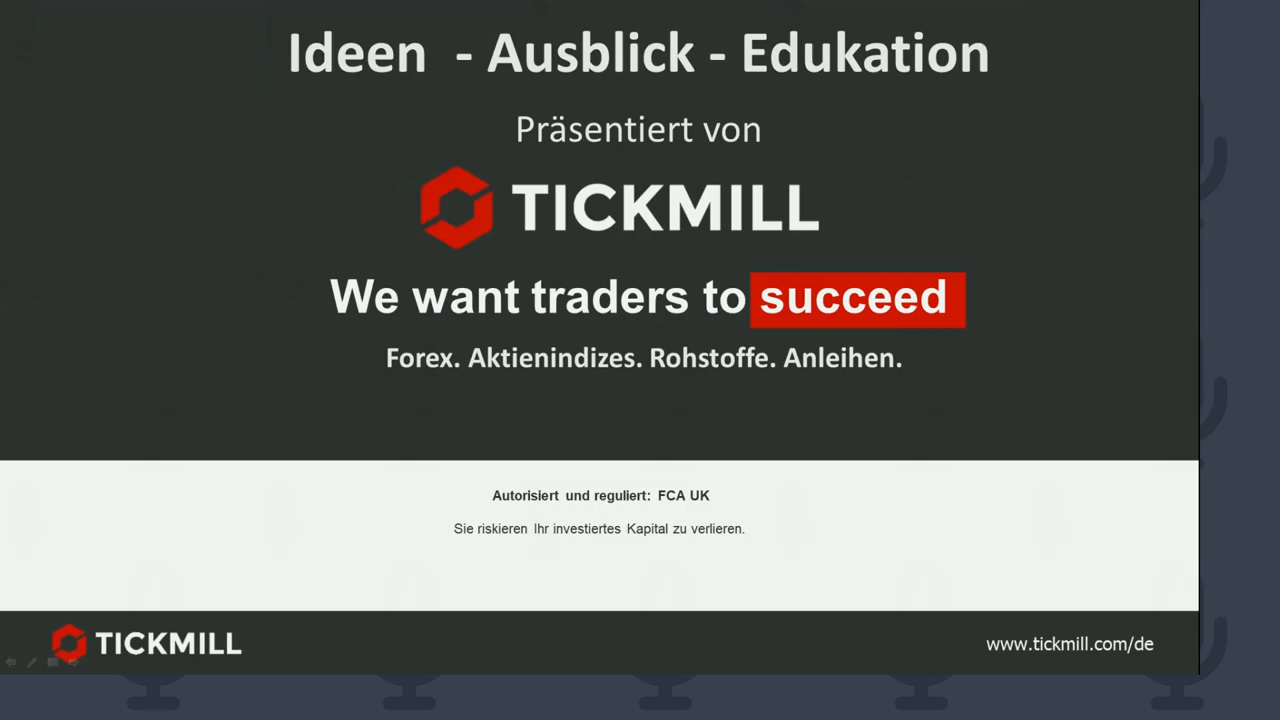 Ideen - Ausblick - Edukation
Präsentiert von
TICKMILL
We want traders to succeed
Forex. Aktienindizes. Rohstoffe. Anleihen.
Autorisiert und reguliert: FCA UK
Sie riskieren Ihr investiertes Kapital zu verlieren.
TICKMILL
www.tickmill.com/de